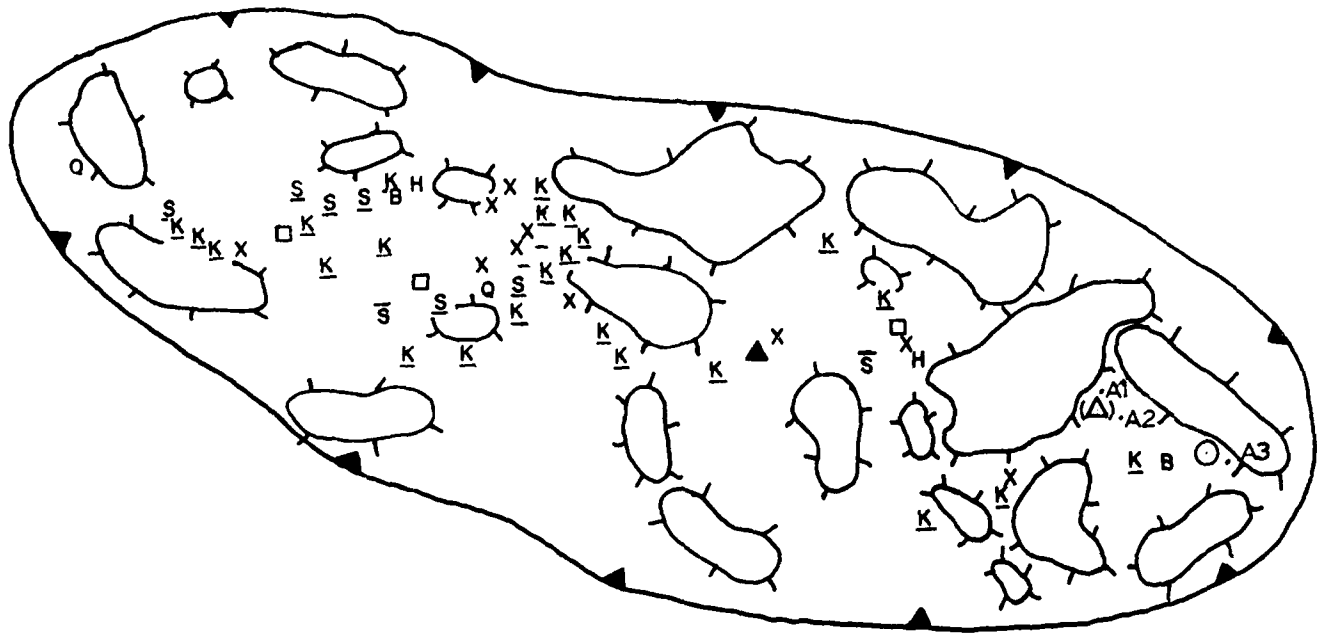 K H
Q B
S S S K
S K X X K K
K K K X K X K
K K X K K
X Q S K
S S K X K
K K K X H
K K K S
A1
(△) A2
K B A3
X
K
K